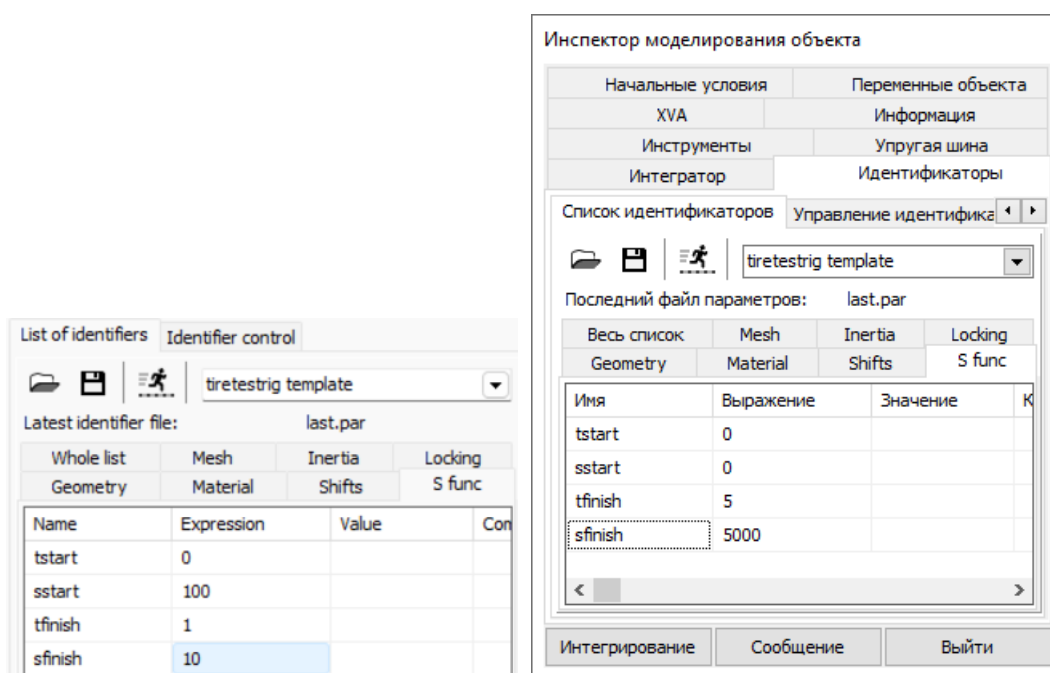 List of identifiers Identifier control
tiretestrig template
Latest identifier file: last.par
Whole list Mesh Inertia Locking
Geometry Material Shifts S func
Name Expression Value Con
tstart 0
sstart 100
tfinish 1
sfinish 10
Инспектор моделирования объекта
Начальные условия Переменные объекта
XVA Информация
Инструменты Упругая шина
Интегратор Идентификаторы
Список идентификаторов Управление идентифика
tiretestrig template
Последний файл параметров: last.par
Весь список Mesh Inertia Locking
Geometry Material Shifts S func
Имя Выражение Значение К
tstart 0
sstart 0
tfinish 5
sfinish 5000
Интегрирование Сообщение Выйти